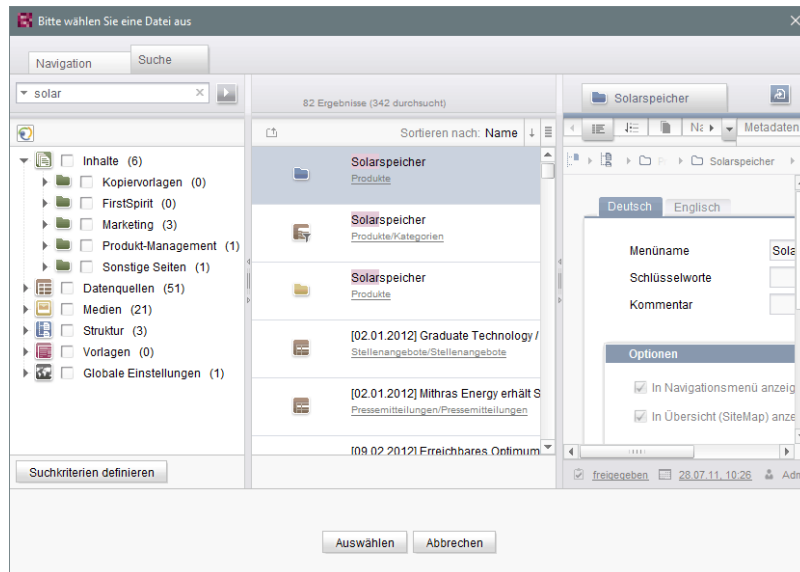 Bitte wählen Sie eine Datei aus
Navigation
Suche
solar
82 Ergebnisse (342 durchsucht)
Solarspeicher
Sortieren nach: Name
Metadaten
Inhalte (6)
Kopiervorlagen (0)
FirstSpirit (0)
Marketing (3)
Produkt-Management (1)
Sonstige Seiten (1)
Datenquellen (51)
Medien (21)
Struktur (3)
Vorlagen (0)
Globale Einstellungen (1)
Suchkriterien definieren
Solarspeicher
Produkte
Solarspeicher
Produkte/Kategorien
Solarspeicher
Produkte
[02.01.2012] Graduate Technology /
Stellenangebote/Stellenangebote
[02.01.2012] Mithras Energy erhält S
Pressemitteilungen/Pressemitteilungen
[09.02.2012] Erreichbares Optimum
Solarspeicher
Deutsch
Englisch
Menüname
Sola
Schlüsselworte
Kommentar
Optionen
In Navigationsmenü anzeig
In Übersicht (SiteMap) anze
freigegeben 28.07.11, 10:26 Adm
Auswählen
Abbrechen